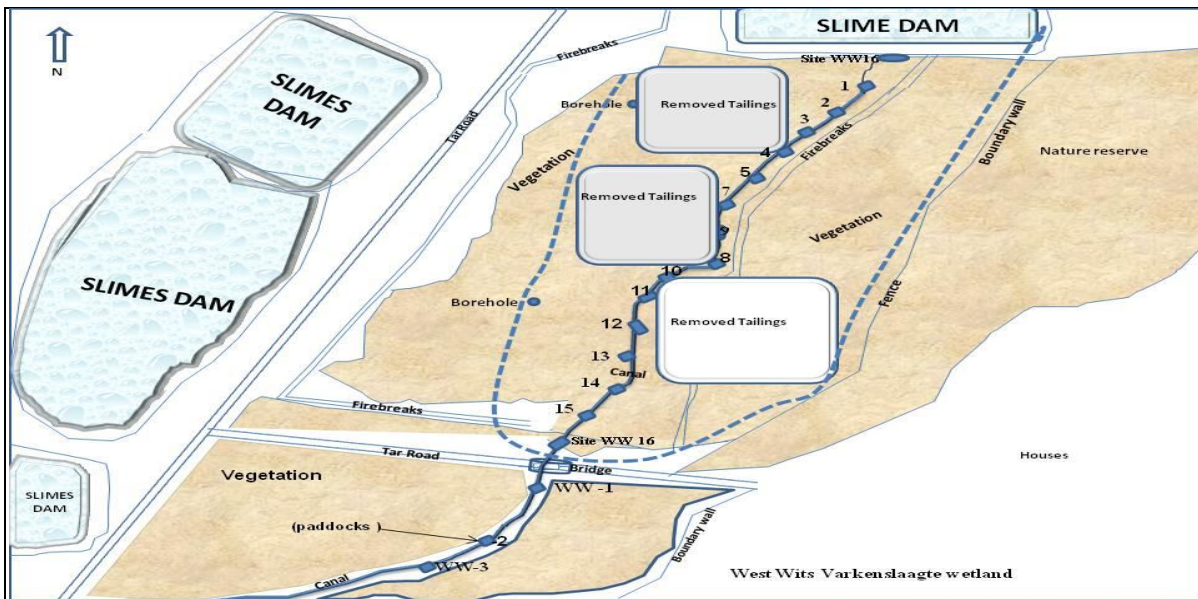 SLIME DAM
N
Firebreaks
Site WW16
SLIMES
DAM
Borehole
Removed Tailings
1
2
3
4
Firebreaks
Tar Road
Boundary wall
Nature reserve
Vegetation
5
Removed Tailings
7
Vegetation
9
8
SLIMES DAM
10
11
Borehole
Fence
12
Removed Tailings
13
Canal
14
Firebreaks
15
Site WW 16
Tar Road
Bridge
Houses
Vegetation
WW -1
SLIMES
DAM
(paddocks )
-2
Boundary wall
WW-3
Canal
West Wits Varkenslaagte wetland